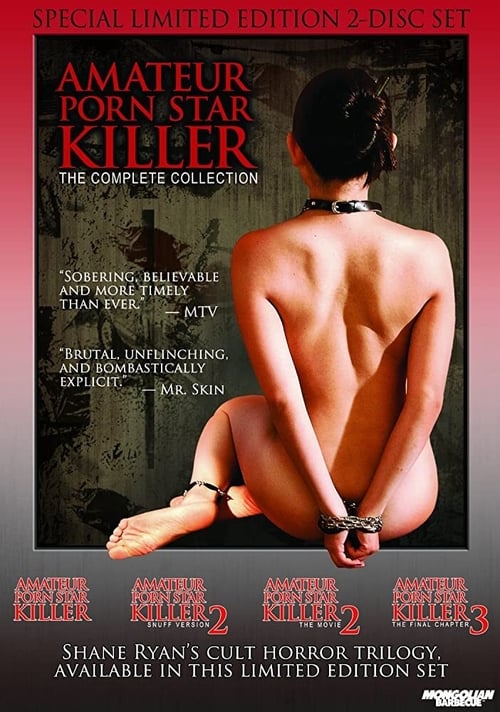 SPECIAL LIMITED EDITION 2-DISC SET
AMATEUR
PORN STAR
KILLER
THE COMPLETE COLLECTION
"SOBERING, BELIEVABLE
AND MORE TIMELY
THAN EVER."
— MTV
"BRUTAL, UNFLINCHING,
AND BOMBASTICALLY
EXPLICIT."
— MR. SKIN
AMATEUR
PORN STAR
KILLER
AMATEUR
PORN STAR
KILLER 2
SNUFF VERSION
AMATEUR
PORN STAR
KILLER 2
THE MOVIE
AMATEUR
PORN STAR
KILLER 3
THE FINAL CHAPTER
SHANE RYAN'S CULT HORROR TRILOGY,
AVAILABLE IN THIS LIMITED EDITION SET
MONGOLIAN
BARBECUE